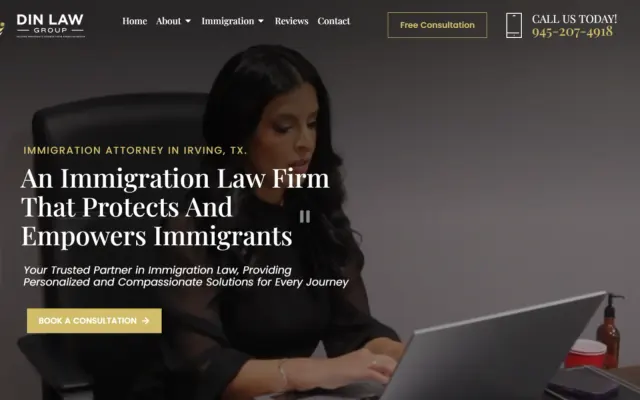 DIN LAW
GROUP
Home About Immigration Reviews Contact
Free Consultation
CALL US TODAY!
945-207-4918
IMMIGRATION ATTORNEY IN IRVING, TX.
An Immigration Law Firm
That Protects And
Empowers Immigrants
Your Trusted Partner in Immigration Law, Providing
Personalized and Compassionate Solutions for Every Journey
BOOK A CONSULTATION →